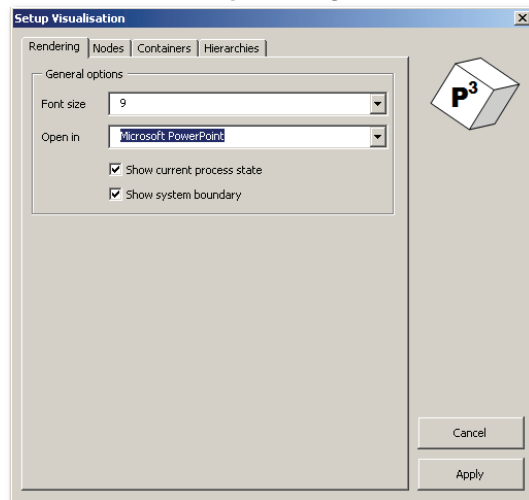 Setup Visualisation
Rendering Nodes Containers Hierarchies
General options
Font size 9
Open in Microsoft PowerPoint
Show current process state
Show system boundary
P³
Cancel
Apply